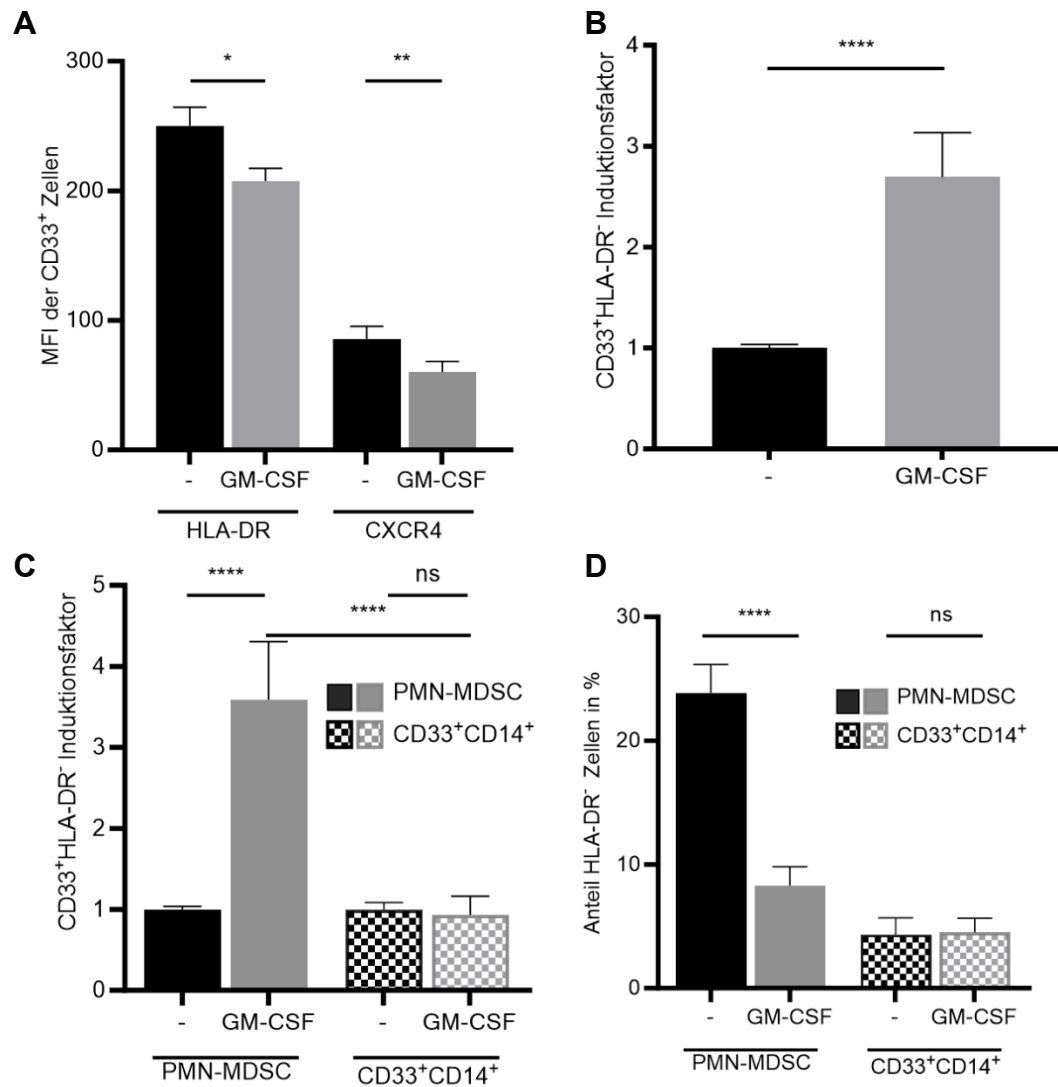 A
MFI der CD33⁺ Zellen
300
200
100
0
*
**
- GM-CSF - GM-CSF
HLA-DR CXCR4
B
CD33⁺HLA-DR⁻ Induktionsfaktor
4
3
2
1
0
****
- GM-CSF
C
CD33⁺HLA-DR⁻ Induktionsfaktor
5
4
3
2
1
0
****
ns
****
PMN-MDSC
CD33⁺CD14⁺
- GM-CSF - GM-CSF
PMN-MDSC CD33⁺CD14⁺
D
Anteil HLA-DR⁻ Zellen in %
30
20
10
0
****
ns
PMN-MDSC
CD33⁺CD14⁺
- GM-CSF - GM-CSF
PMN-MDSC CD33⁺CD14⁺